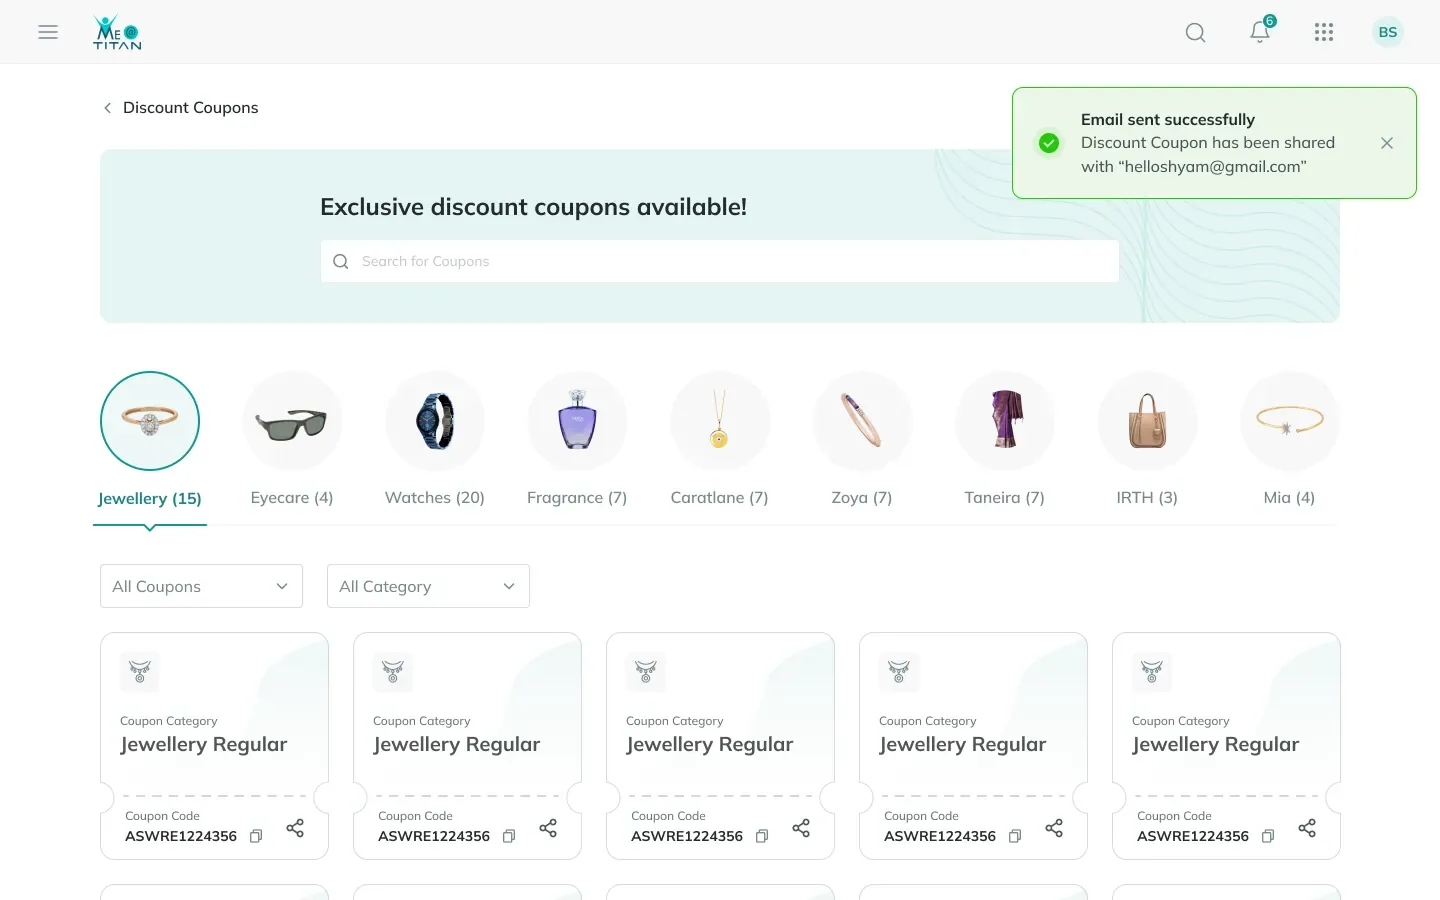 ME @
TITAN
6
BS
Discount Coupons
Email sent successfully
Discount Coupon has been shared
with “helloshyam@gmail.com”
Exclusive discount coupons available!
Search for Coupons
Jewellery (15)
Eyecare (4)
Watches (20)
Fragrance (7)
Caratlane (7)
Zoya (7)
Taneira (7)
IRTH (3)
Mia (4)
All Coupons
All Category
Coupon Category
Jewellery Regular
Coupon Code
ASWRE1224356
Coupon Category
Jewellery Regular
Coupon Code
ASWRE1224356
Coupon Category
Jewellery Regular
Coupon Code
ASWRE1224356
Coupon Category
Jewellery Regular
Coupon Code
ASWRE1224356
Coupon Category
Jewellery Regular
Coupon Code
ASWRE1224356